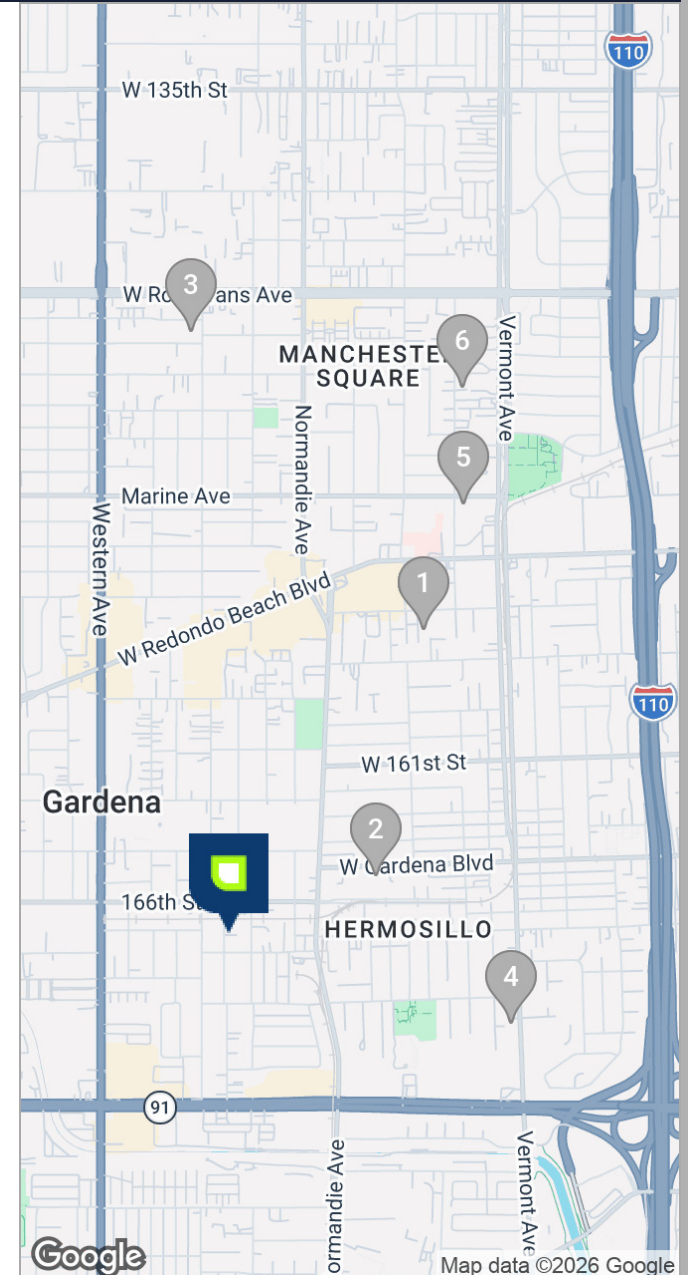 110
W 135th St
3
W Ro ans Ave
6
MANCHESTE
SQUARE
Vermont Ave
Normandie Ave
5
Marine Ave
Western Ave
1
W Redondo Beach Blvd
110
W 161st St
Gardena
2
W Gardena Blvd
166th St
HERMOSILLO
4
91
ormandie Ave
Vermont Ave
Google
Map data ©2026 Google